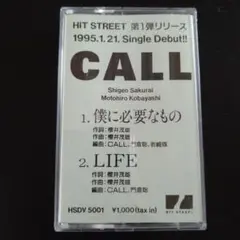 HIT STREET 第1弾リリース
1995.1.21. Single Debut!!
CALL
Shigeo Sakurai
Motohiro Kobayashi
1. 僕に必要なもの
作詞:櫻井茂雄
作曲:櫻井茂雄
編曲:CALL、門倉聡、岩崎琢
2. LIFE
作詞:櫻井茂雄
作曲:櫻井茂雄
編曲:CALL、門倉聡
HSDV 5001 ¥1,000(tax in)
HIT STREET